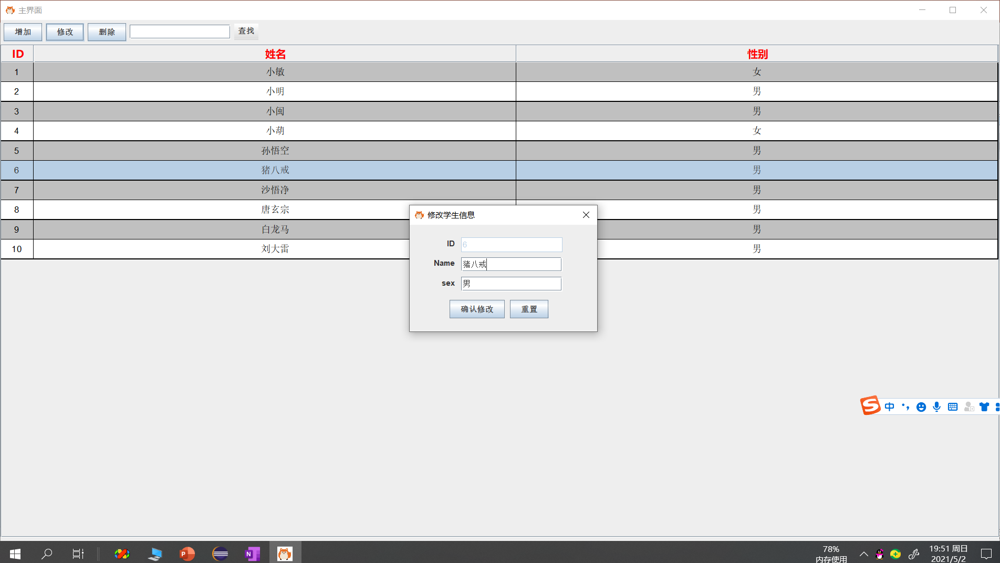 主界面
增加 修改 删除 查找
ID 姓名 性别
1 小敏 女
2 小明 男
3 小闽 男
4 小葫 女
5 孙悟空 男
6 猪八戒 男
7 沙悟净 男
8 唐玄宗 男
9 白龙马 男
10 刘大雷 男
修改学生信息
ID 6
Name 猪八戒
sex 男
确认修改 重置
中
78%
内存使用
19:51 周日
2021/5/2